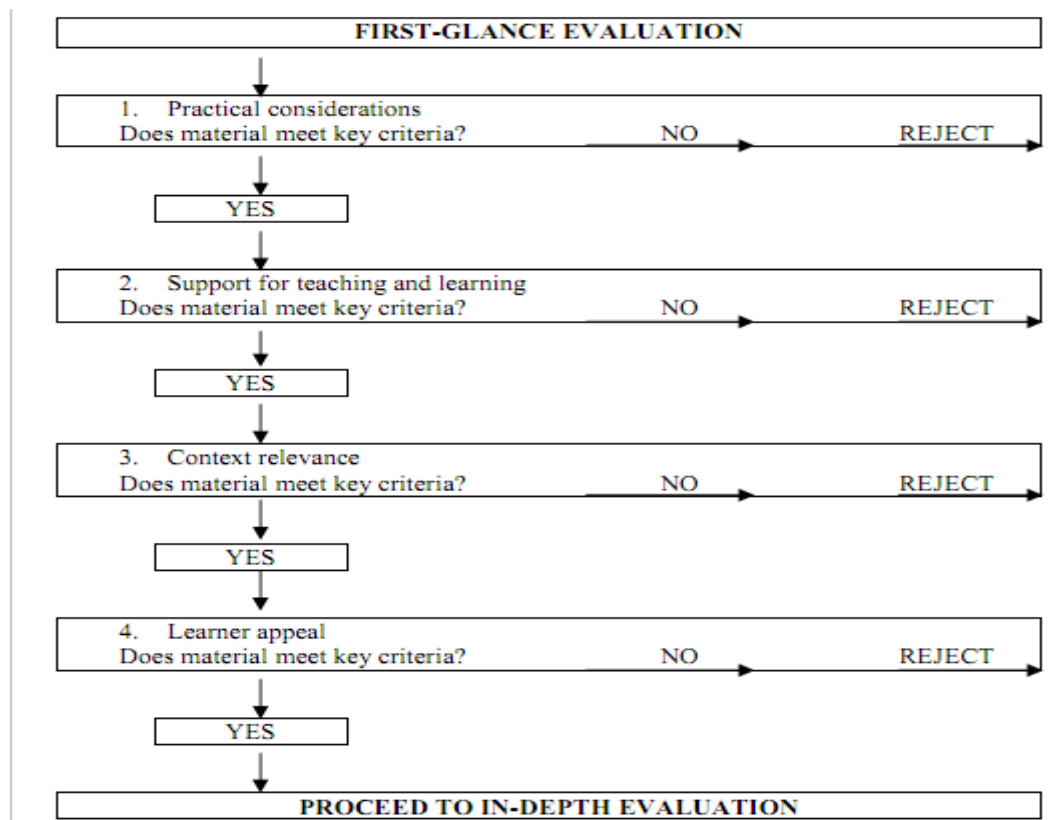 FIRST-GLANCE EVALUATION
1. Practical considerations
Does material meet key criteria? NO REJECT
YES
2. Support for teaching and learning
Does material meet key criteria? NO REJECT
YES
3. Context relevance
Does material meet key criteria? NO REJECT
YES
4. Learner appeal
Does material meet key criteria? NO REJECT
YES
PROCEED TO IN-DEPTH EVALUATION